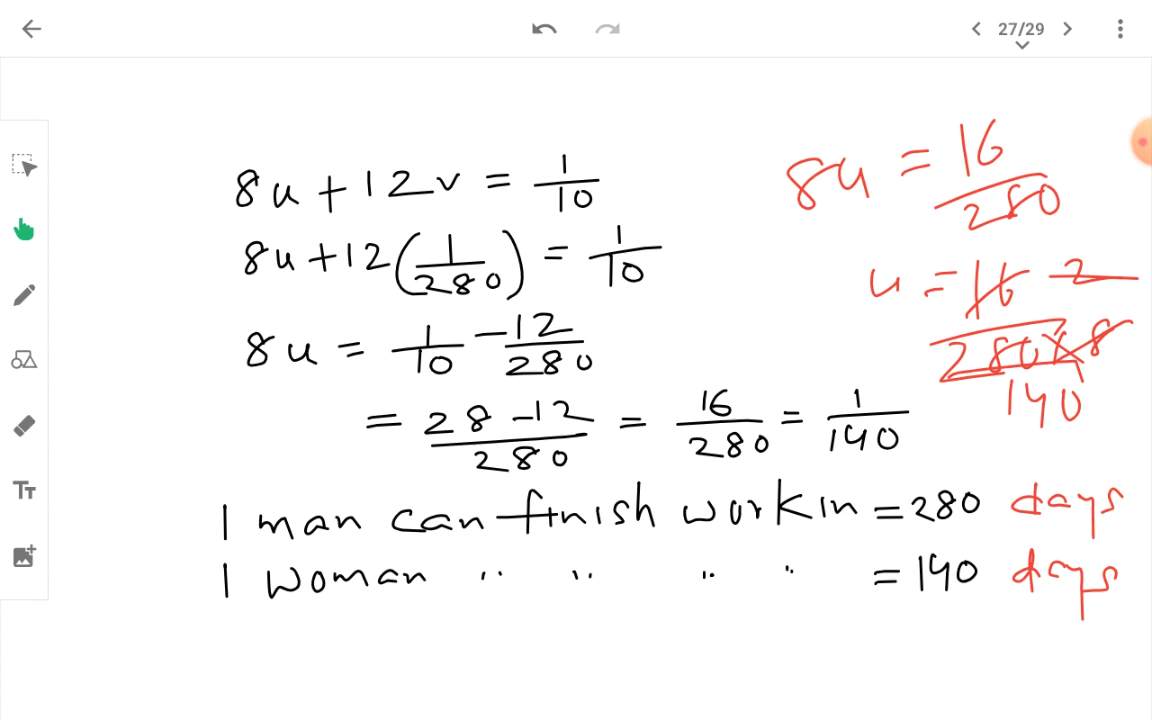 27/29
8u + 12v = 1/10
8u + 12(1/280) = 1/10
8u = 1/10 - 12/280
= 28 - 12/280 = 16/280 = 1/140
1 man can finish work in = 280 days
1 woman " " " " = 140 days
8u = 16/280
u = 16 2/280 x 8
140
Tт